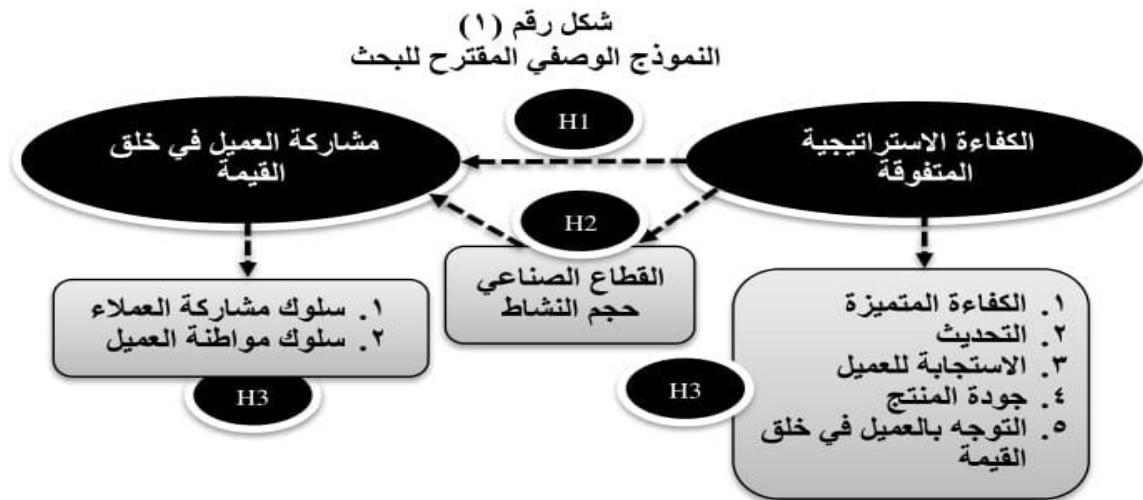 شكل رقم (١)
النموذج الوصفي المقترح للبحث
H1
الكفاءة الاستراتيجية
المتفوقة
مشاركة العميل في خلق
القيمة
H2
القطاع الصناعي
حجم النشاط
١. الكفاءة المتميزة
٢. التحديث
٣. الاستجابة للعميل
٤. جودة المنتج
٥. التوجه بالعميل في خلق
القيمة
H3
١. سلوك مشاركة العملاء
٢. سلوك مواطنة العميل
H3